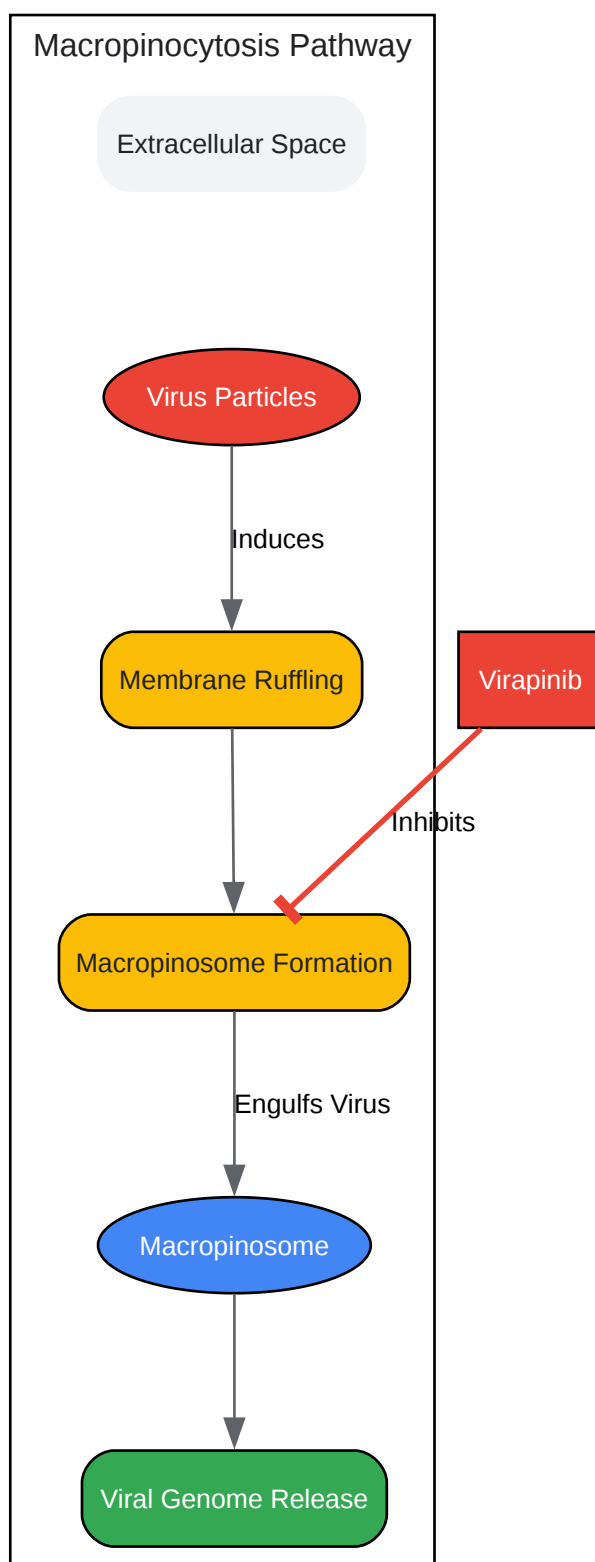 Macropinocytosis Pathway
Extracellular Space
Virus Particles
Induces
Membrane Ruffling
Virapinib
Inhibits
Macropinosome Formation
Engulfs Virus
Macropinosome
Viral Genome Release